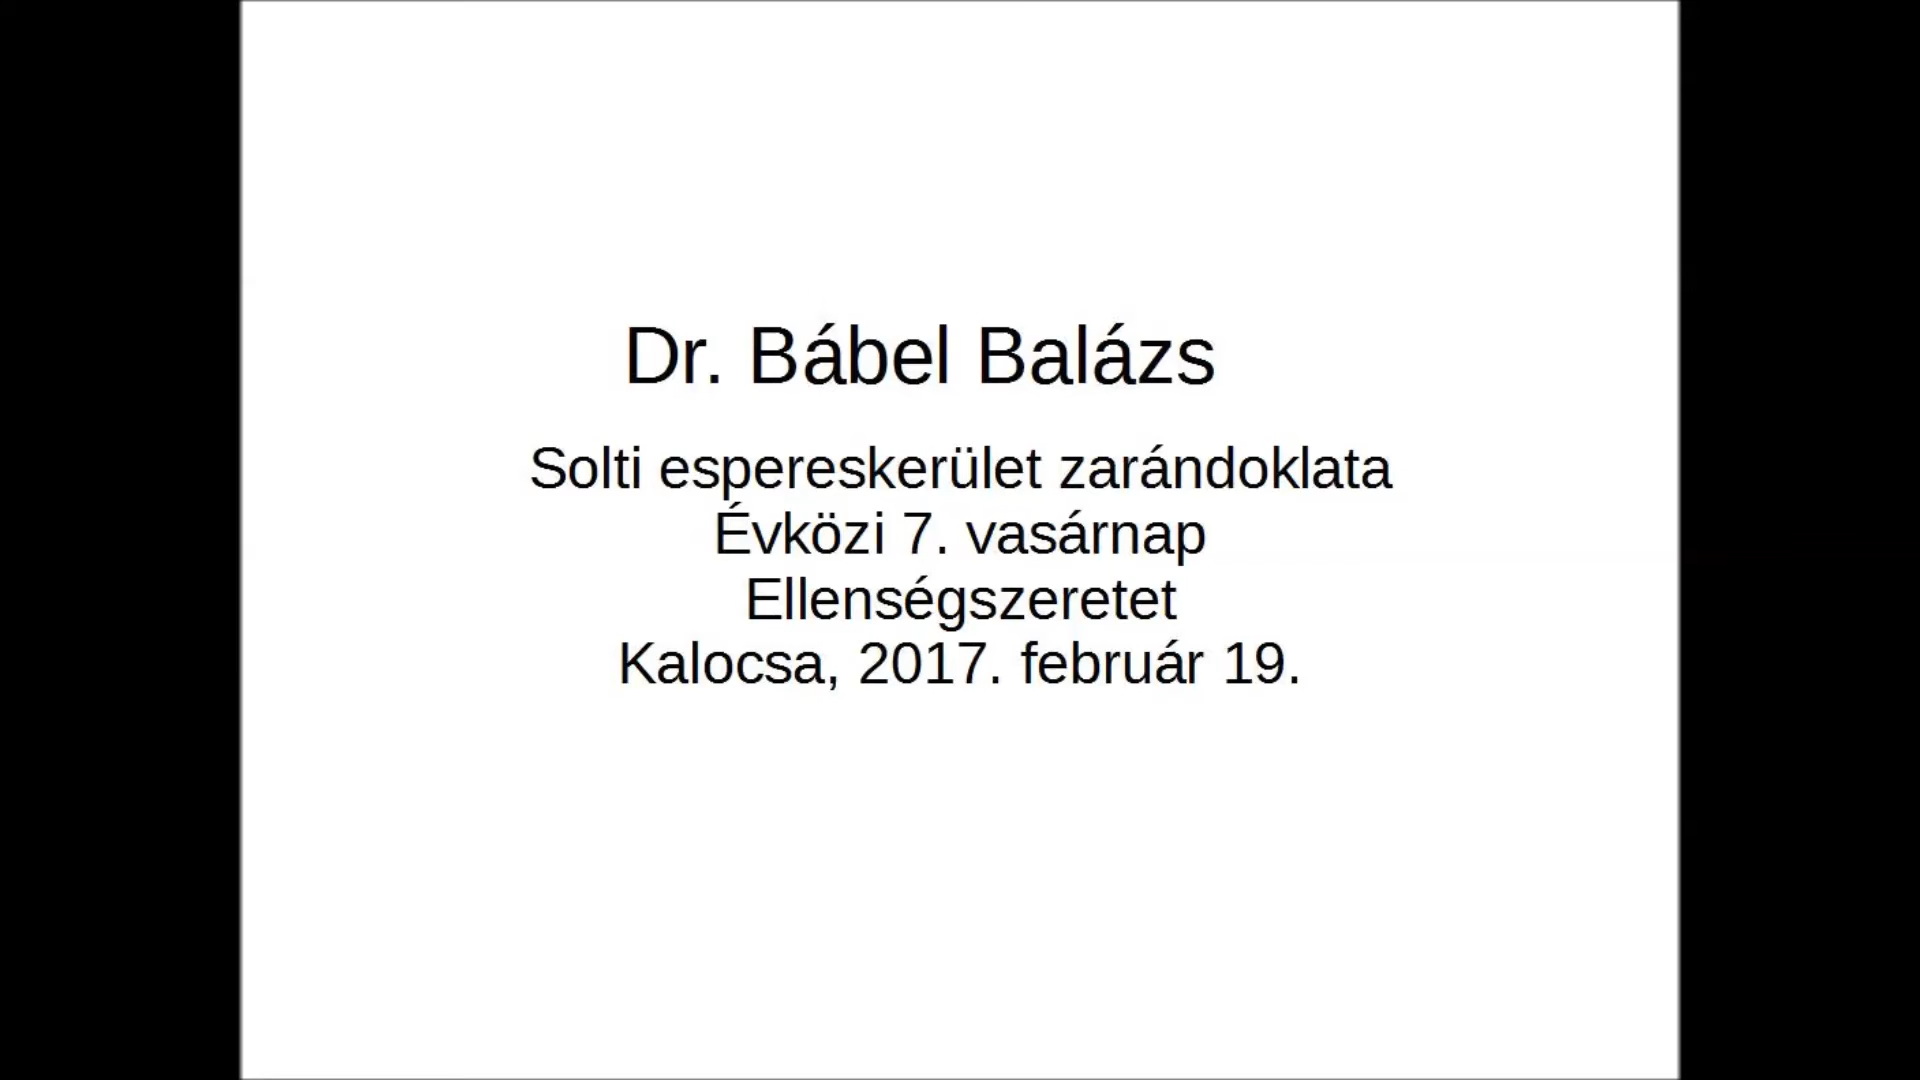 Dr. Bábel Balázs
Solti espereskerület zarándoklata
Évközi 7. vasárnap
Ellenségszeretet
Kalocsa, 2017. február 19.